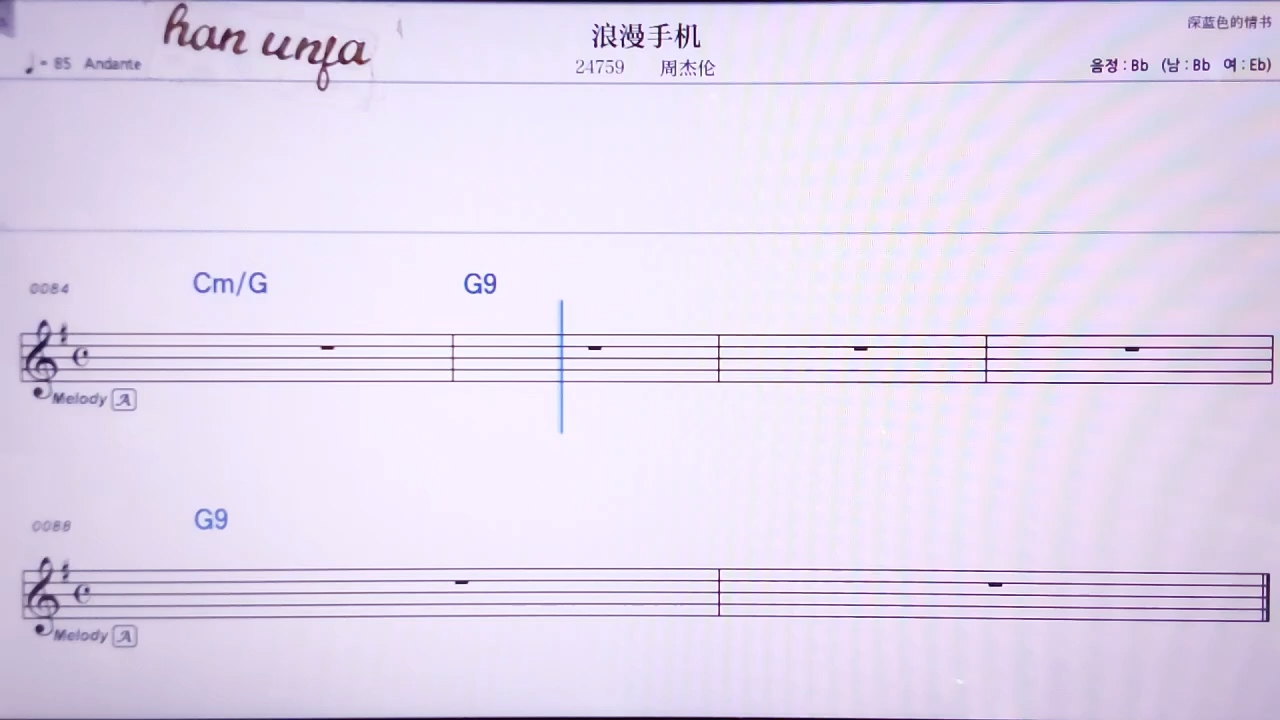 han unfa
浪漫手机
深蓝色的情书
♩ = 85 Andante
24759 周杰伦
음정 : Bb (남 : Bb 여 : Eb)
0084
Cm/G G9
Melody A
0088
G9
Melody A